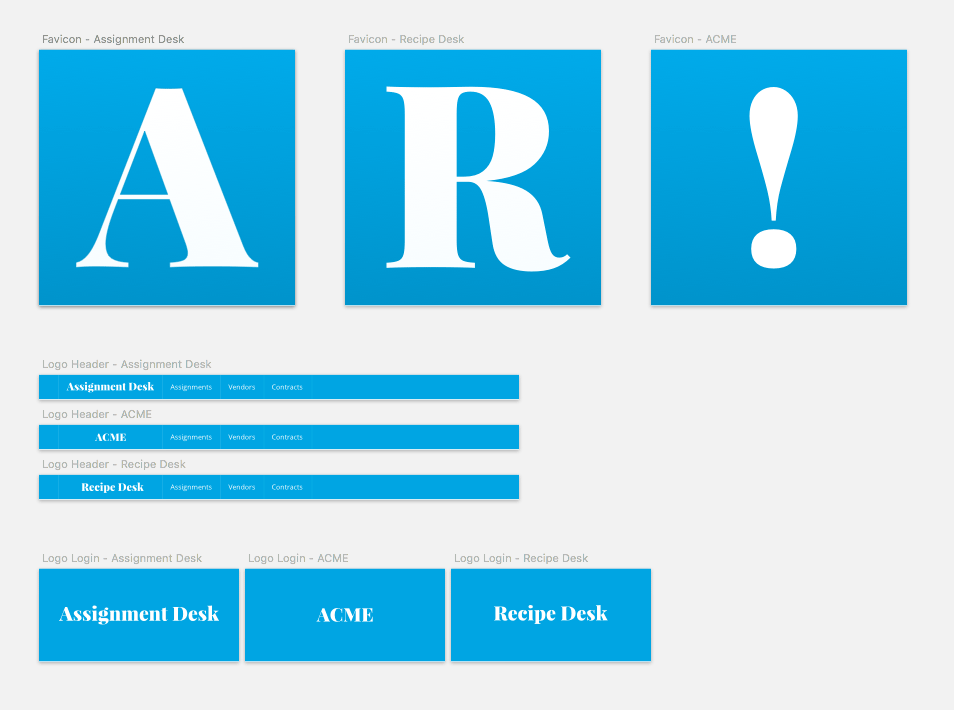 Favicon - Assignment Desk
Favicon - Recipe Desk
Favicon - ACME
A
R
!
Logo Header - Assignment Desk
Assignment Desk Assignments Vendors Contracts
Logo Header - ACME
ACME Assignments Vendors Contracts
Logo Header - Recipe Desk
Recipe Desk Assignments Vendors Contracts
Logo Login - Assignment Desk
Logo Login - ACME
Logo Login - Recipe Desk
Assignment Desk
ACME
Recipe Desk